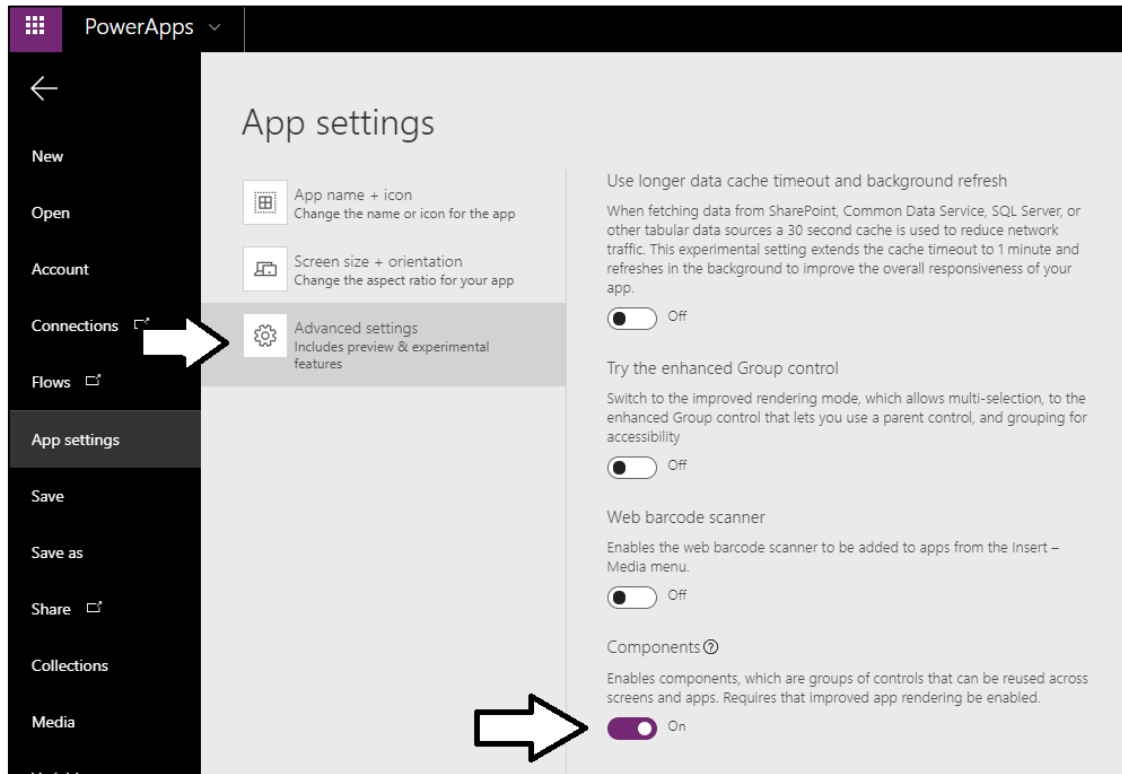 PowerApps
App settings
New
Open
Account
Connections
Flows
App settings
Save
Save as
Share
Collections
Media
App name + icon
Change the name or icon for the app
Screen size + orientation
Change the aspect ratio for your app
Advanced settings
Includes preview & experimental
features
Use longer data cache timeout and background refresh
When fetching data from SharePoint, Common Data Service, SQL Server, or
other tabular data sources a 30 second cache is used to reduce network
traffic. This experimental setting extends the cache timeout to 1 minute and
refreshes in the background to improve the overall responsiveness of your
app.
Off
Try the enhanced Group control
Switch to the improved rendering mode, which allows multi-selection, to the
enhanced Group control that lets you use a parent control, and grouping for
accessibility
Off
Web barcode scanner
Enables the web barcode scanner to be added to apps from the Insert –
Media menu.
Off
Components
Enables components, which are groups of controls that can be reused across
screens and apps. Requires that improved app rendering be enabled.
On